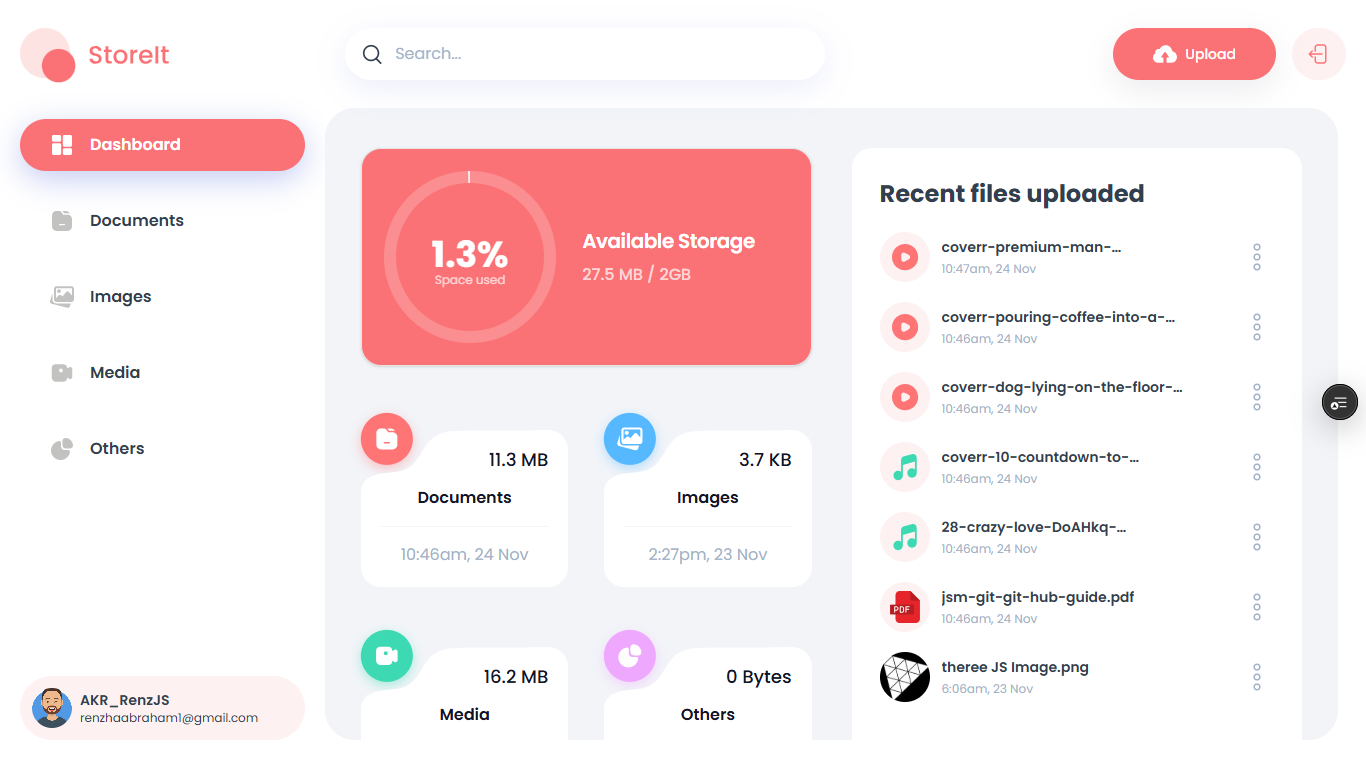 StoreIt
Search...
Upload
Dashboard
Documents
Images
Media
Others
AKR_RenzJS
renzhaabraham1@gmail.com
1.3%
Space used
Available Storage
27.5 MB / 2GB
11.3 MB
Documents
10:46am, 24 Nov
3.7 KB
Images
2:27pm, 23 Nov
16.2 MB
Media
0 Bytes
Others
Recent files uploaded
coverr-premium-man-...
10:47am, 24 Nov
coverr-pouring-coffee-into-a-...
10:46am, 24 Nov
coverr-dog-lying-on-the-floor-...
10:46am, 24 Nov
coverr-10-countdown-to-...
10:46am, 24 Nov
28-crazy-love-DoAHkq-...
10:46am, 24 Nov
PDF
jsm-git-git-hub-guide.pdf
10:46am, 24 Nov
theree JS Image.png
6:06am, 23 Nov